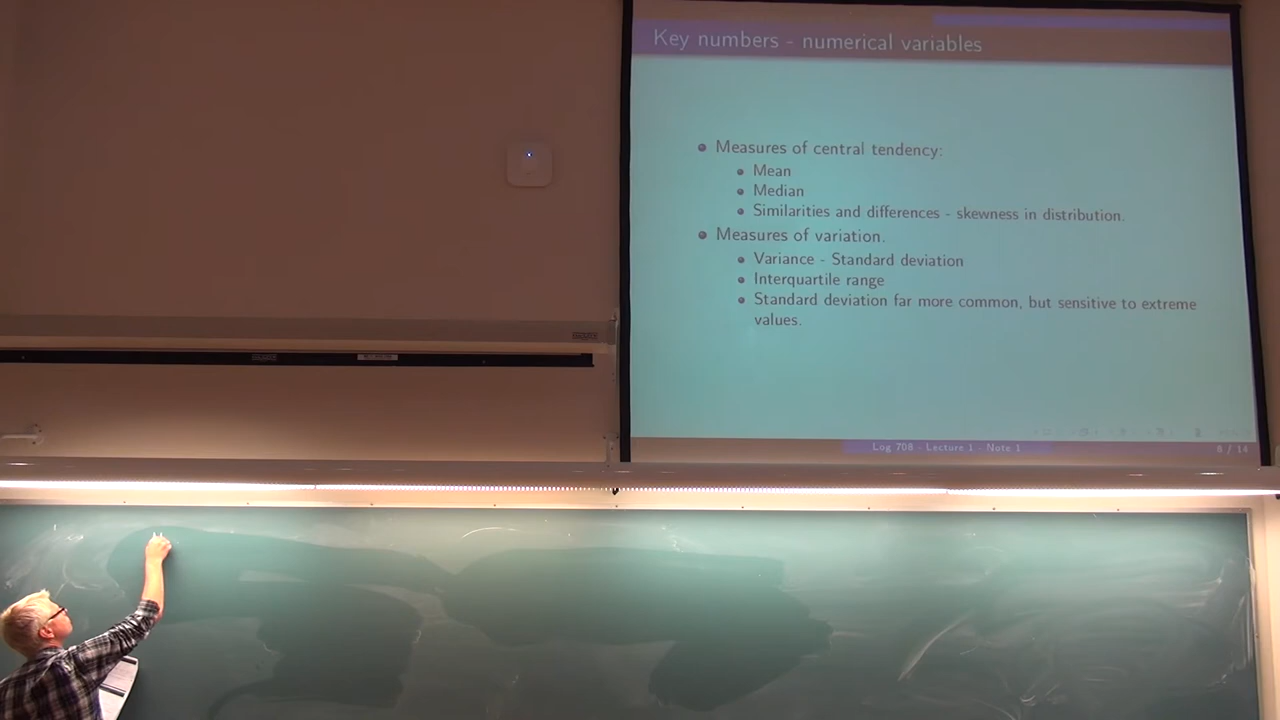 Key numbers - numerical variables
Measures of central tendency:
Mean
Median
Similarities and differences - skewness in distribution.
Measures of variation.
Variance - Standard deviation
Interquartile range
Standard deviation far more common, but sensitive to extreme
values.
Log 708 - Lecture 1 - Note 1
8 / 14